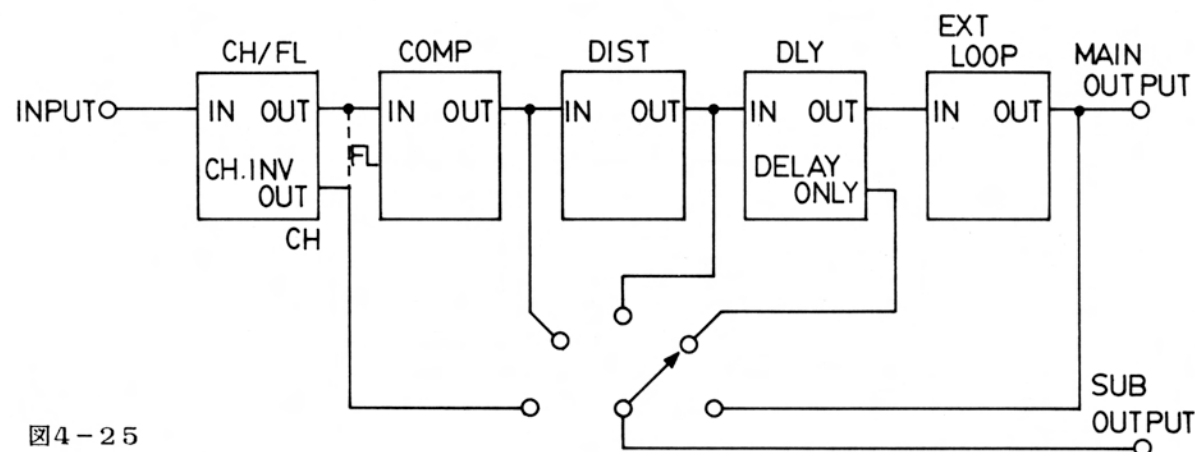 CH/FL
COMP
DIST
DLY
EXT
LOOP
MAIN
OUTPUT
INPUT
IN OUT
CH.INV
OUT
CH
FL
IN OUT
IN OUT
IN OUT
DELAY
ONLY
IN OUT
SUB
OUTPUT
図4-25